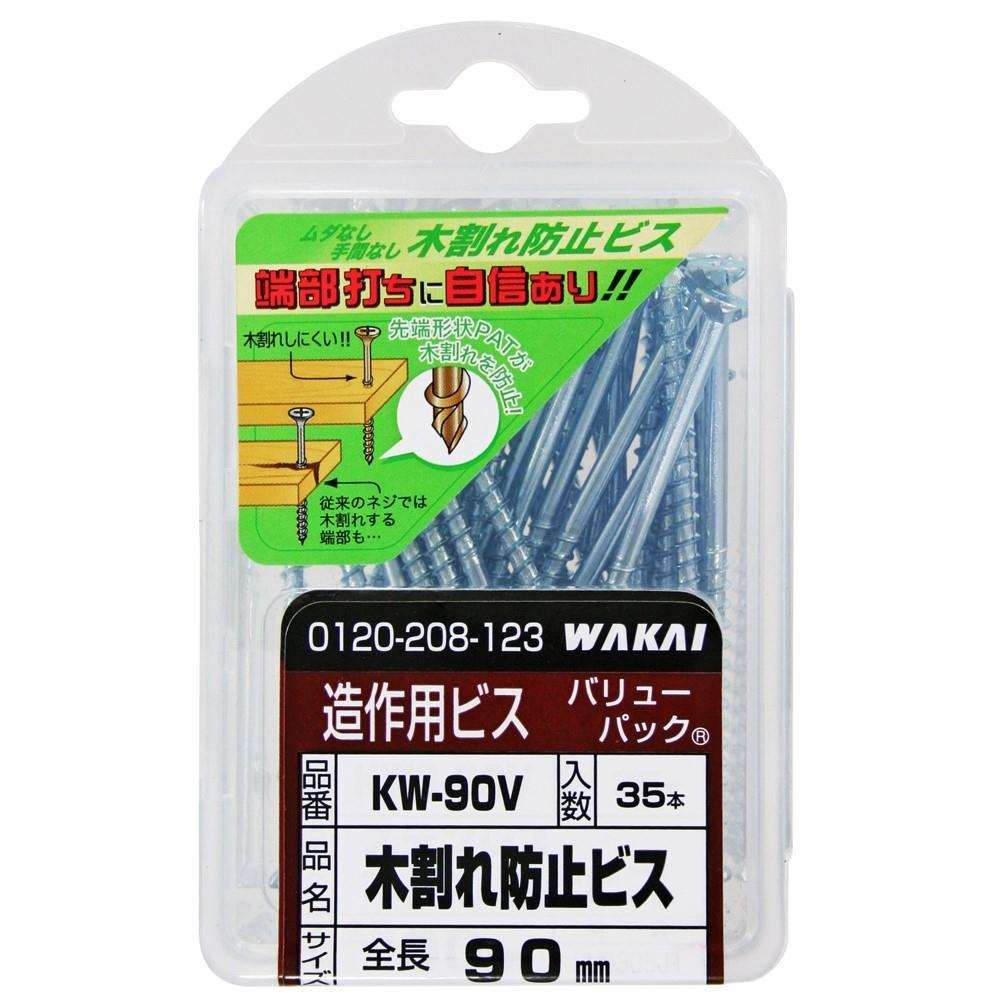 ムダなし
手間なし 木割れ防止ビス
端部打ちに自信あり!!
木割れしにくい!!
先端形状PATが
木割れを防止!
従来のネジでは
木割れする
端部も…
0120-208-123 WAKAI
造作用ビス バリュー
パック®
品番 KW-90V 入数 35本
品名 木割れ防止ビス
サイズ 全長 90mm